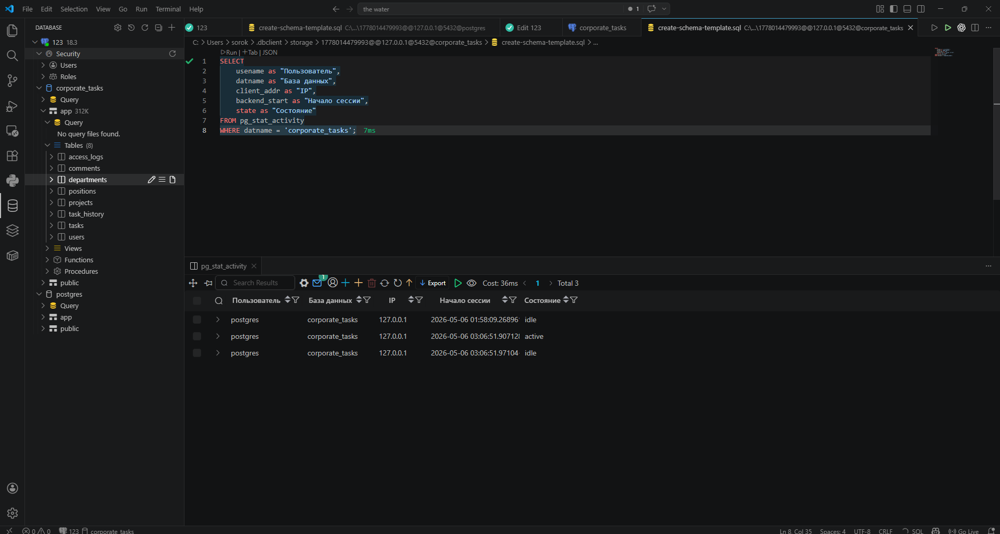 File Edit Selection View Go Run Terminal Help
the water
1
DATABASE
123
create-schema-template.sql C:\...\1778014479993@@127.0.0.1@5432@postgres
Edit 123
corporate_tasks
create-schema-template.sql C:\...\1778014479993@@127.0.0.1@5432@corporate_tasks
C: > Users > sorok > .dbclient > storage > 1778014479993@@127.0.0.1@5432@corporate_tasks > create-schema-template.sql > ...
123 18.3
Security
Users
Roles
corporate_tasks
Query
app 312K
Query
No query files found.
Tables (8)
access_logs
comments
departments
positions
projects
task_history
tasks
users
Views
Functions
Procedures
public
postgres
Query
app
public
Run | +Tab | JSON
1 SELECT
2 usename as "Пользователь",
3 datname as "База данных",
4 client_addr as "IP",
5 backend_start as "Начало сессии",
6 state as "Состояние"
7 FROM pg_stat_activity
8 WHERE datname = 'corporate_tasks'; 7ms
pg_stat_activity
Search Results
1
Export
Cost: 36ms
1
Total 3
Пользователь База данных IP Начало сессии Состояние
postgres corporate_tasks 127.0.0.1 2026-05-06 01:58:09.26896 idle
postgres corporate_tasks 127.0.0.1 2026-05-06 03:06:51.907128 active
postgres corporate_tasks 127.0.0.1 2026-05-06 03:06:51.97104 idle
0 0 123 corporate_tasks
Ln 8, Col 35 Spaces: 4 UTF-8 CRLF SQL Go Live